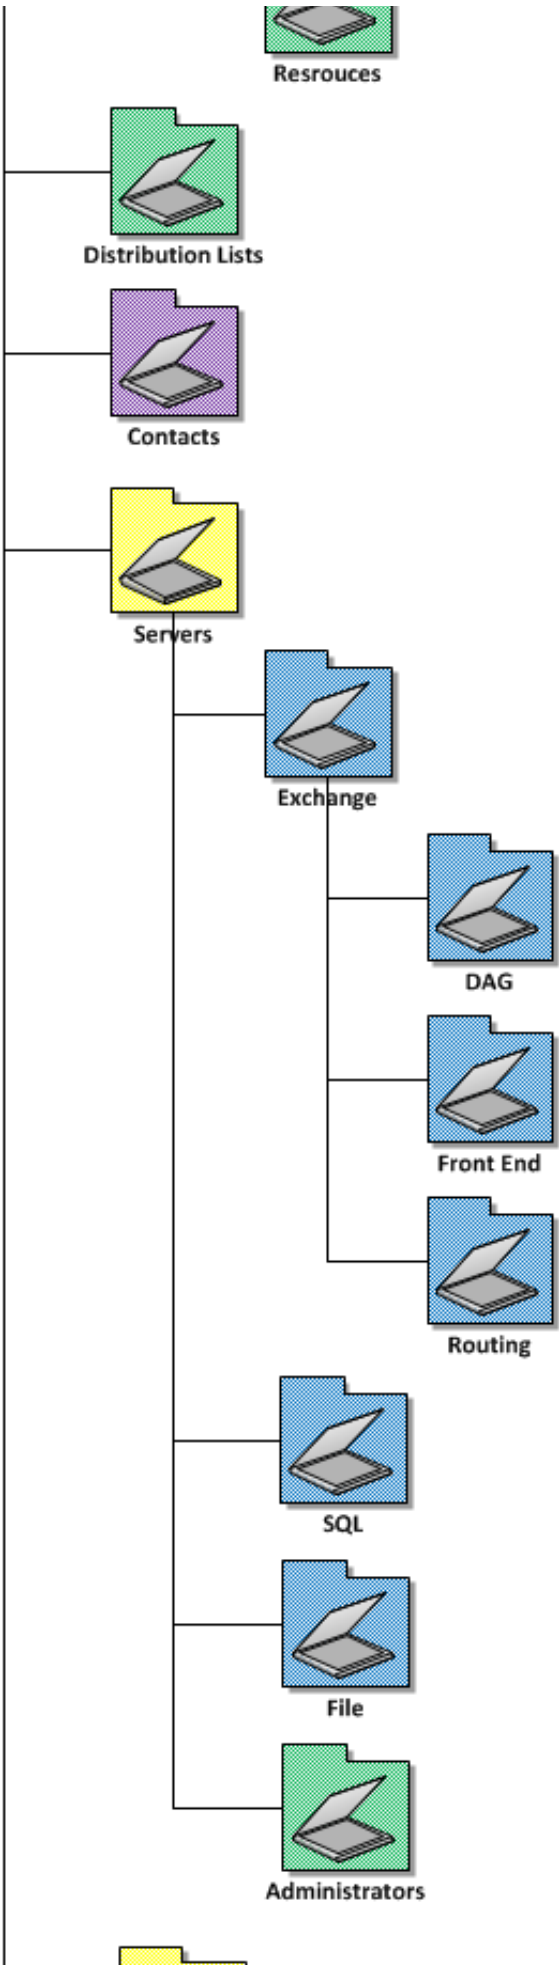 Resrouces
Distribution Lists
Contacts
Servers
Exchange
DAG
Front End
Routing
SQL
File
Administrators